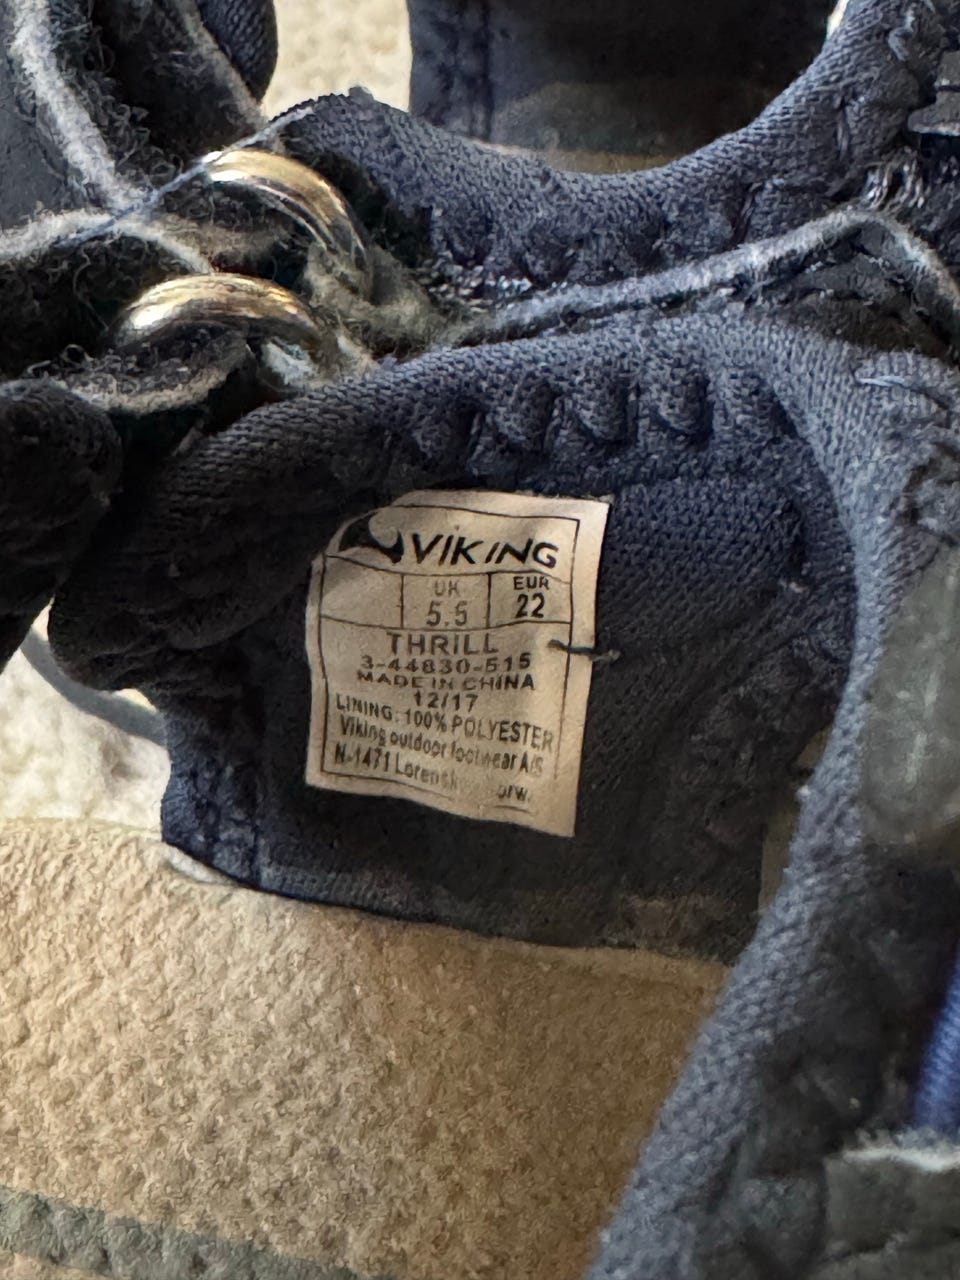 VIKING
UK EUR
5.5 22
THRILL
3-44830-515
MADE IN CHINA
12/17
LINING: 100% POLYESTER
Viking outdoor footwear A/S
N-1471